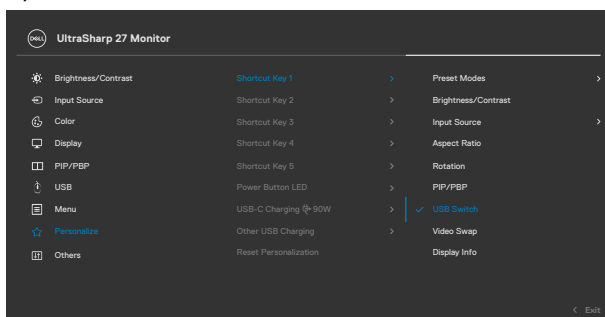 DELL UltraSharp 27 Monitor
Brightness/Contrast Shortcut Key 1 > Preset Modes >
Input Source Shortcut Key 2 > Brightness/Contrast
Color Shortcut Key 3 > Input Source >
Display Shortcut Key 4 > Aspect Ratio
PIP/PBP Shortcut Key 5 > Rotation
USB Power Button LED > PIP/PBP
Menu USB-C Charging 90W > ✓ USB Switch
Personalize Other USB Charging > Video Swap
Others Reset Personalization Display Info
< Exit